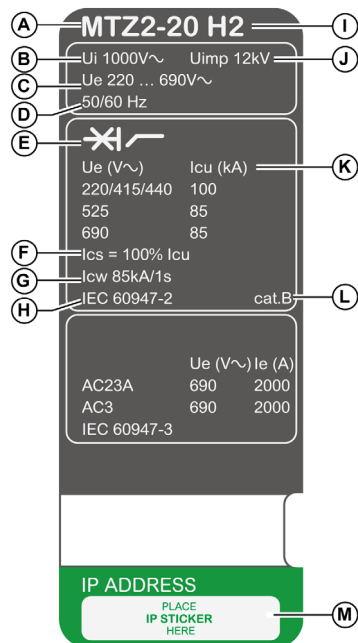 A MTZ2-20 H2 I
B Ui 1000V∼ Uimp 12kV J
C Ue 220 ... 690V∼
D 50/60 Hz
E
Ue (V∼) Icu (kA) K
220/415/440 100
525 85
690 85
F Ics = 100% Icu
G Icw 85kA/1s
H IEC 60947-2 cat.B L
Ue (V∼) Ie (A)
AC23A 690 2000
AC3 690 2000
IEC 60947-3
IP ADDRESS
PLACE
IP STICKER M
HERE